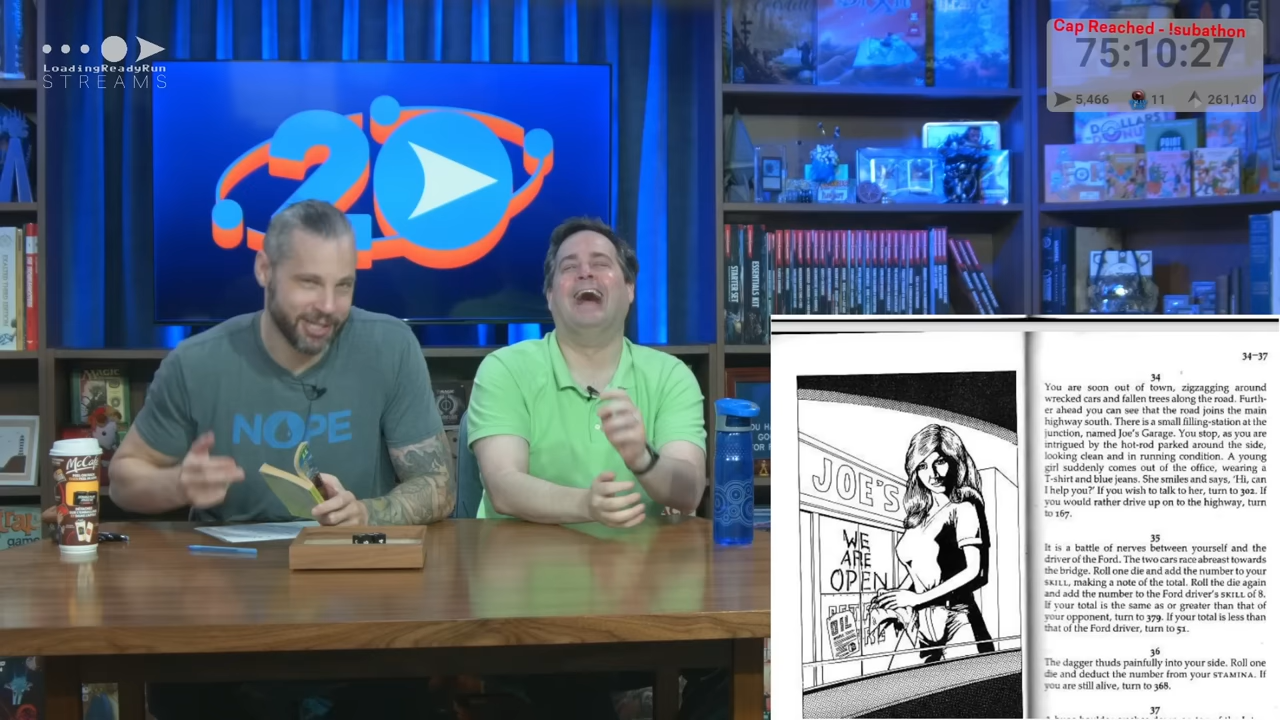 LoadingReadyRun
STREAMS
20
Cap Reached - !subathon
75:10:27
5,466 11 261,140
NOPE
McCafé
MAGIC
STARTER SET
ESSENTIALS KIT
JOE'S
WE
ARE
OPEN
OIL
34–37
34
You are soon out of town, zigzagging around
wrecked cars and fallen trees along the road. Furth-
er ahead you can see that the road joins the main
highway south. There is a small filling-station at the
junction, named Joe's Garage. You stop, as you are
intrigued by the hot-rod parked around the side,
looking clean and in running condition. A young
girl suddenly comes out of the office, wearing a
T-shirt and blue jeans. She smiles and says, 'Hi, can
I help you?' If you wish to talk to her, turn to 302. If
you would rather drive up on to the highway, turn
to 167.
35
It is a battle of nerves between yourself and the
driver of the Ford. The two cars race abreast towards
the bridge. Roll one die and add the number to your
SKILL, making a note of the total. Roll the die again
and add the number to the Ford driver's SKILL of 8.
If your total is the same as or greater than that of
your opponent, turn to 379. If your total is less than
that of the Ford driver, turn to 51.
36
The dagger thuds painfully into your side. Roll one
die and deduct the number from your STAMINA. If
you are still alive, turn to 368.
37